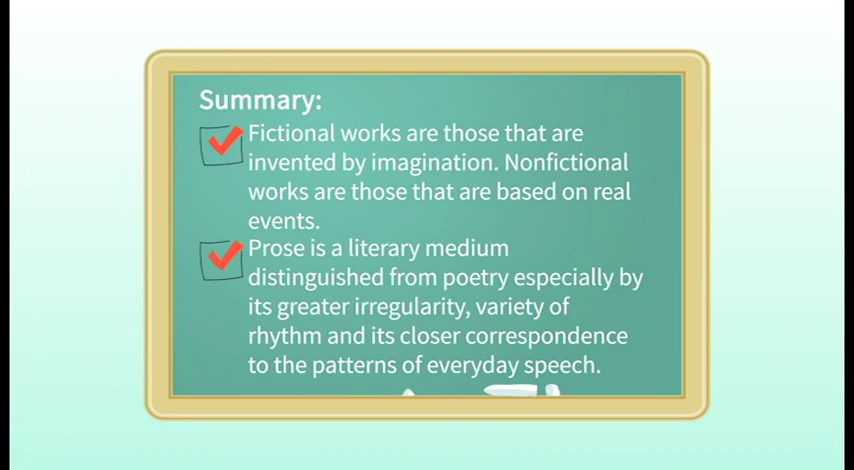 Summary:
Fictional works are those that are
invented by imagination. Nonfictional
works are those that are based on real
events.
Prose is a literary medium
distinguished from poetry especially by
its greater irregularity, variety of
rhythm and its closer correspondence
to the patterns of everyday speech.